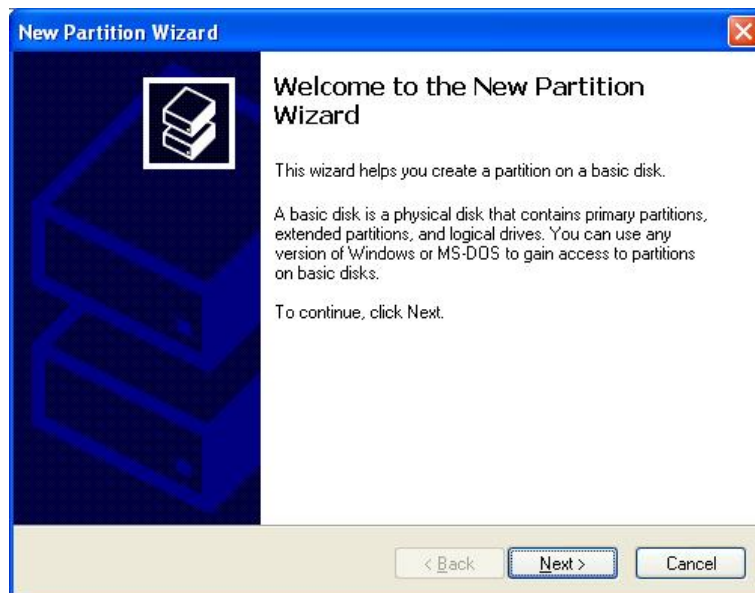 New Partition Wizard
Welcome to the New Partition
Wizard
This wizard helps you create a partition on a basic disk.
A basic disk is a physical disk that contains primary partitions,
extended partitions, and logical drives. You can use any
version of Windows or MS-DOS to gain access to partitions
on basic disks.
To continue, click Next.
< Back Next > Cancel